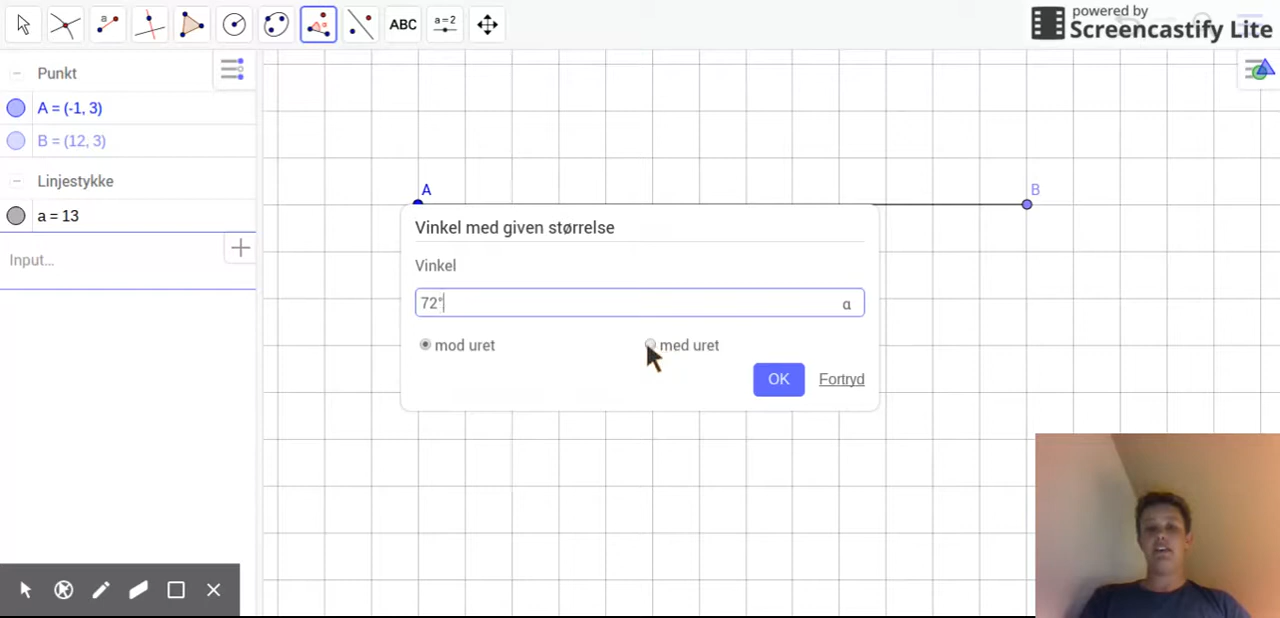 a
ABC
a=2
powered by
Screencastify Lite
Punkt
A = (-1, 3)
B = (12, 3)
Linjestykke
a = 13
Input...
A
B
Vinkel med given størrelse
Vinkel
72°
α
mod uret
med uret
OK
Fortryd